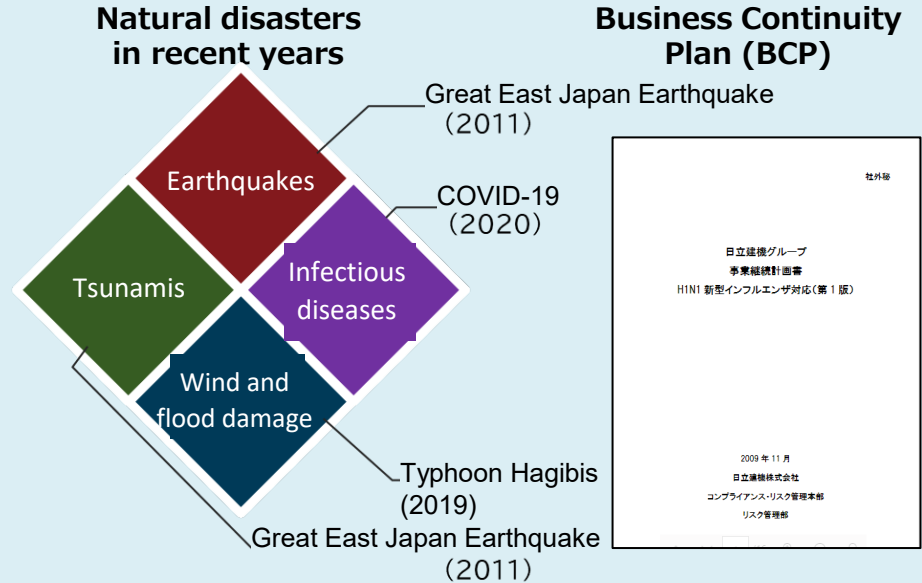 Natural disasters
in recent years
Business Continuity
Plan (BCP)
Great East Japan Earthquake
(2011)
Earthquakes
COVID-19
(2020)
Infectious
diseases
Tsunamis
Wind and
flood damage
Typhoon Hagibis
(2019)
Great East Japan Earthquake
(2011)
社外秘
日立建機グループ
事業継続計画書
H1N1 新型インフルエンザ対応(第 1 版)
2009 年 11 月
日立建機株式会社
コンプライアンス・リスク管理本部
リスク管理部